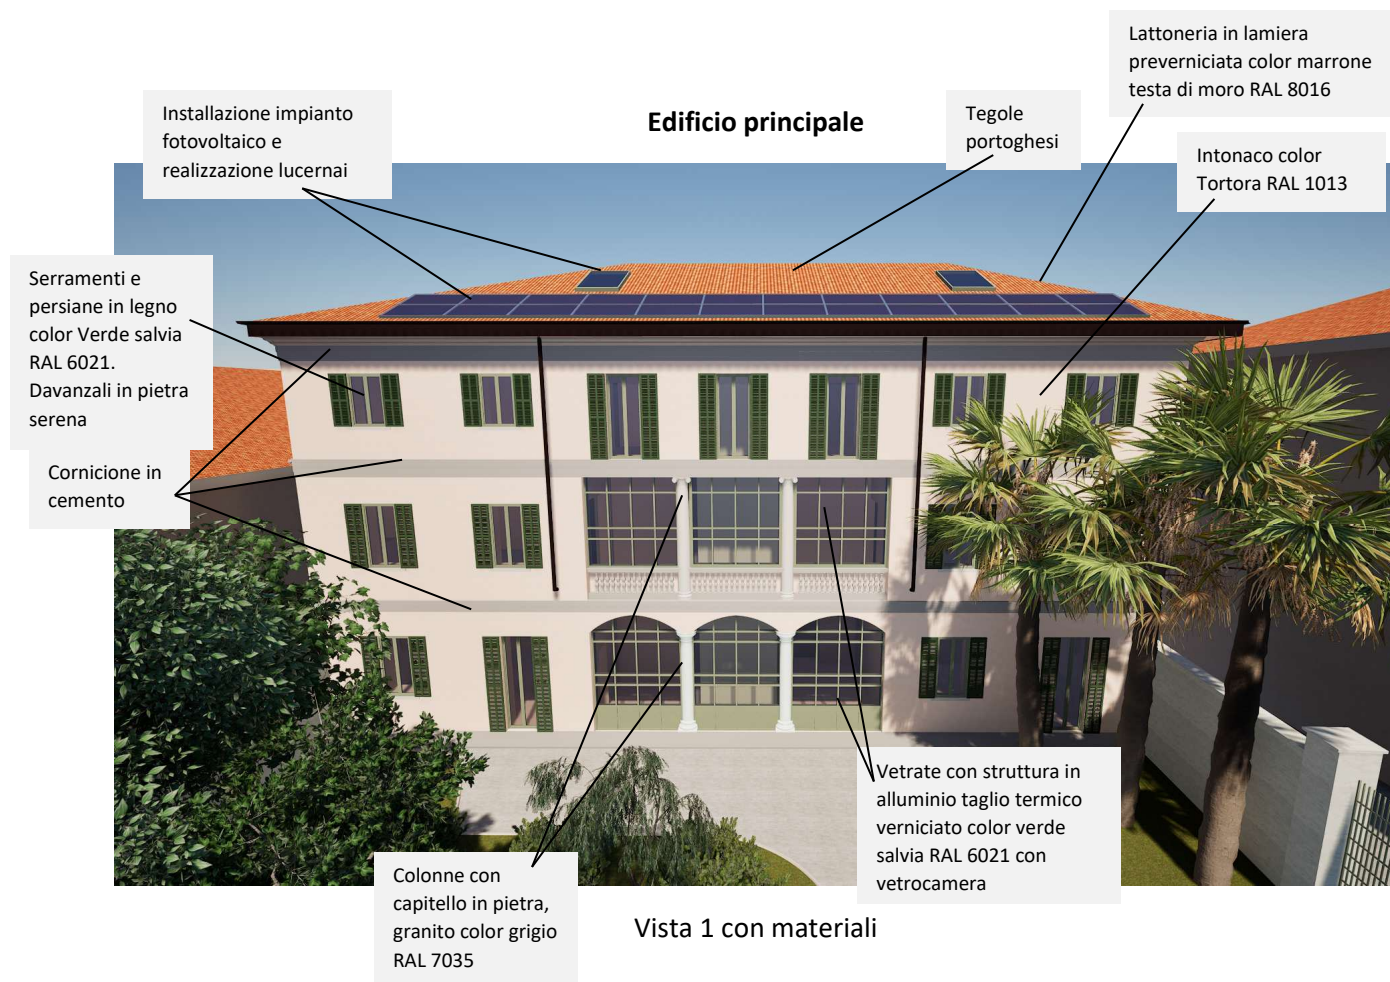 Lattoneria in lamiera
preverniciata color marrone
testa di moro RAL 8016
Installazione impianto
fotovoltaico e
realizzazione lucernai
Edificio principale
Tegole
portoghesi
Intonaco color
Tortora RAL 1013
Serramenti e
persiane in legno
color Verde salvia
RAL 6021.
Davanzali in pietra
serena
Cornicione in
cemento
Vetrate con struttura in
alluminio taglio termico
verniciato color verde
salvia RAL 6021 con
vetrocamera
Colonne con
capitello in pietra,
granito color grigio
RAL 7035
Vista 1 con materiali